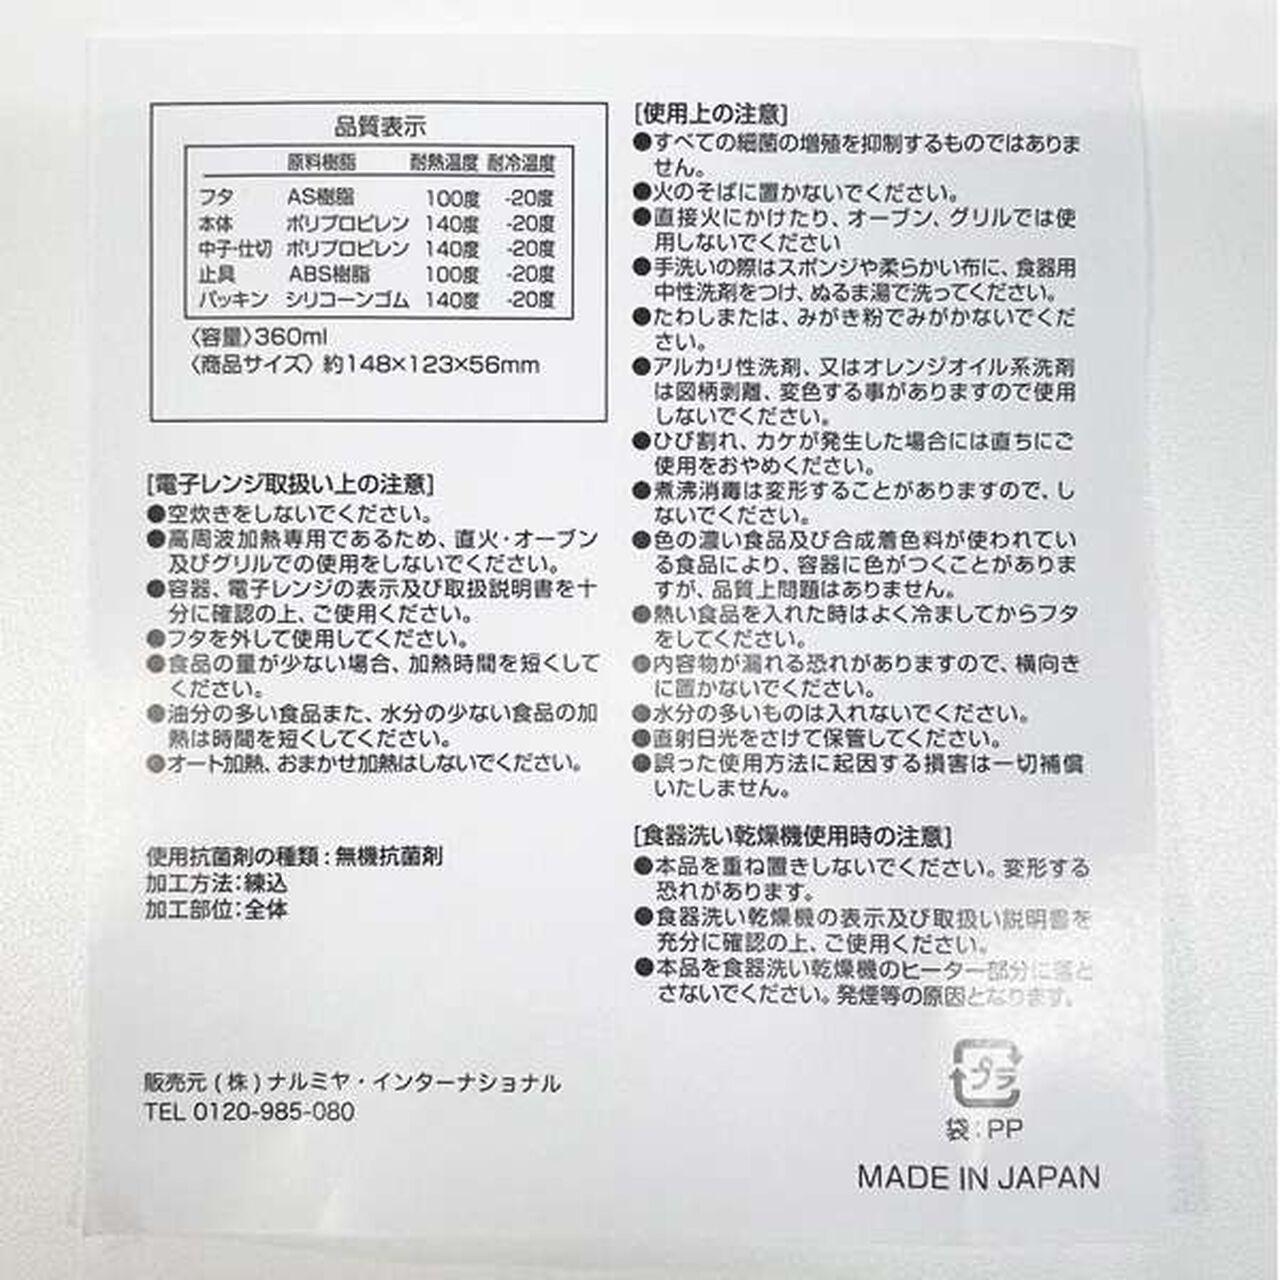 品質表示
原料樹脂 耐熱温度 耐冷温度
フタ AS樹脂 100度 -20度
本体 ポリプロピレン 140度 -20度
中子・仕切 ポリプロピレン 140度 -20度
止具 ABS樹脂 100度 -20度
パッキン シリコーンゴム 140度 -20度
〈容量〉360ml
〈商品サイズ〉約148×123×56mm
[電子レンジ取扱い上の注意]
●空炊きをしないでください。
●高周波加熱専用であるため、直火・オーブン
及びグリルでの使用をしないでください。
●容器、電子レンジの表示及び取扱説明書を十
分に確認の上、ご使用ください。
●フタを外して使用してください。
●食品の量が少ない場合、加熱時間を短くして
ください。
●油分の多い食品また、水分の少ない食品の加
熱は時間を短くしてください。
●オート加熱、おまかせ加熱はしないでください。
使用抗菌剤の種類:無機抗菌剤
加工方法:練込
加工部位:全体
販売元(株)ナルミヤ・インターナショナル
TEL 0120-985-080
[使用上の注意]
●すべての細菌の増殖を抑制するものではありま
せん。
●火のそばに置かないでください。
●直接火にかけたり、オーブン、グリルでは使
用しないでください
●手洗いの際はスポンジや柔らかい布に、食器用
中性洗剤をつけ、ぬるま湯で洗ってください。
●たわしまたは、みがき粉でみがかないでくだ
さい。
●アルカリ性洗剤、又はオレンジオイル系洗剤
は図柄剥離、変色する事がありますので使用
しないでください。
●ひび割れ、カケが発生した場合には直ちにご
使用をおやめください。
●煮沸消毒は変形することがありますので、し
ないでください。
●色の濃い食品及び合成着色料が使われてい
る食品により、容器に色がつくことがありま
すが、品質上問題はありません。
●熱い食品を入れた時はよく冷ましてからフタ
をしてください。
●内容物が漏れる恐れがありますので、横向き
に置かないでください。
●水分の多いものは入れないでください。
●直射日光をさけて保管してください。
●誤った使用方法に起因する損害は一切補償
いたしません。
[食器洗い乾燥機使用時の注意]
●本品を重ね置きしないでください。変形する
恐れがあります。
●食器洗い乾燥機の表示及び取扱い説明書を
充分に確認の上、ご使用ください。
●本品を食器洗い乾燥機のヒーター部分に落と
さないでください。発煙等の原因となります。
プラ
袋:PP
MADE IN JAPAN